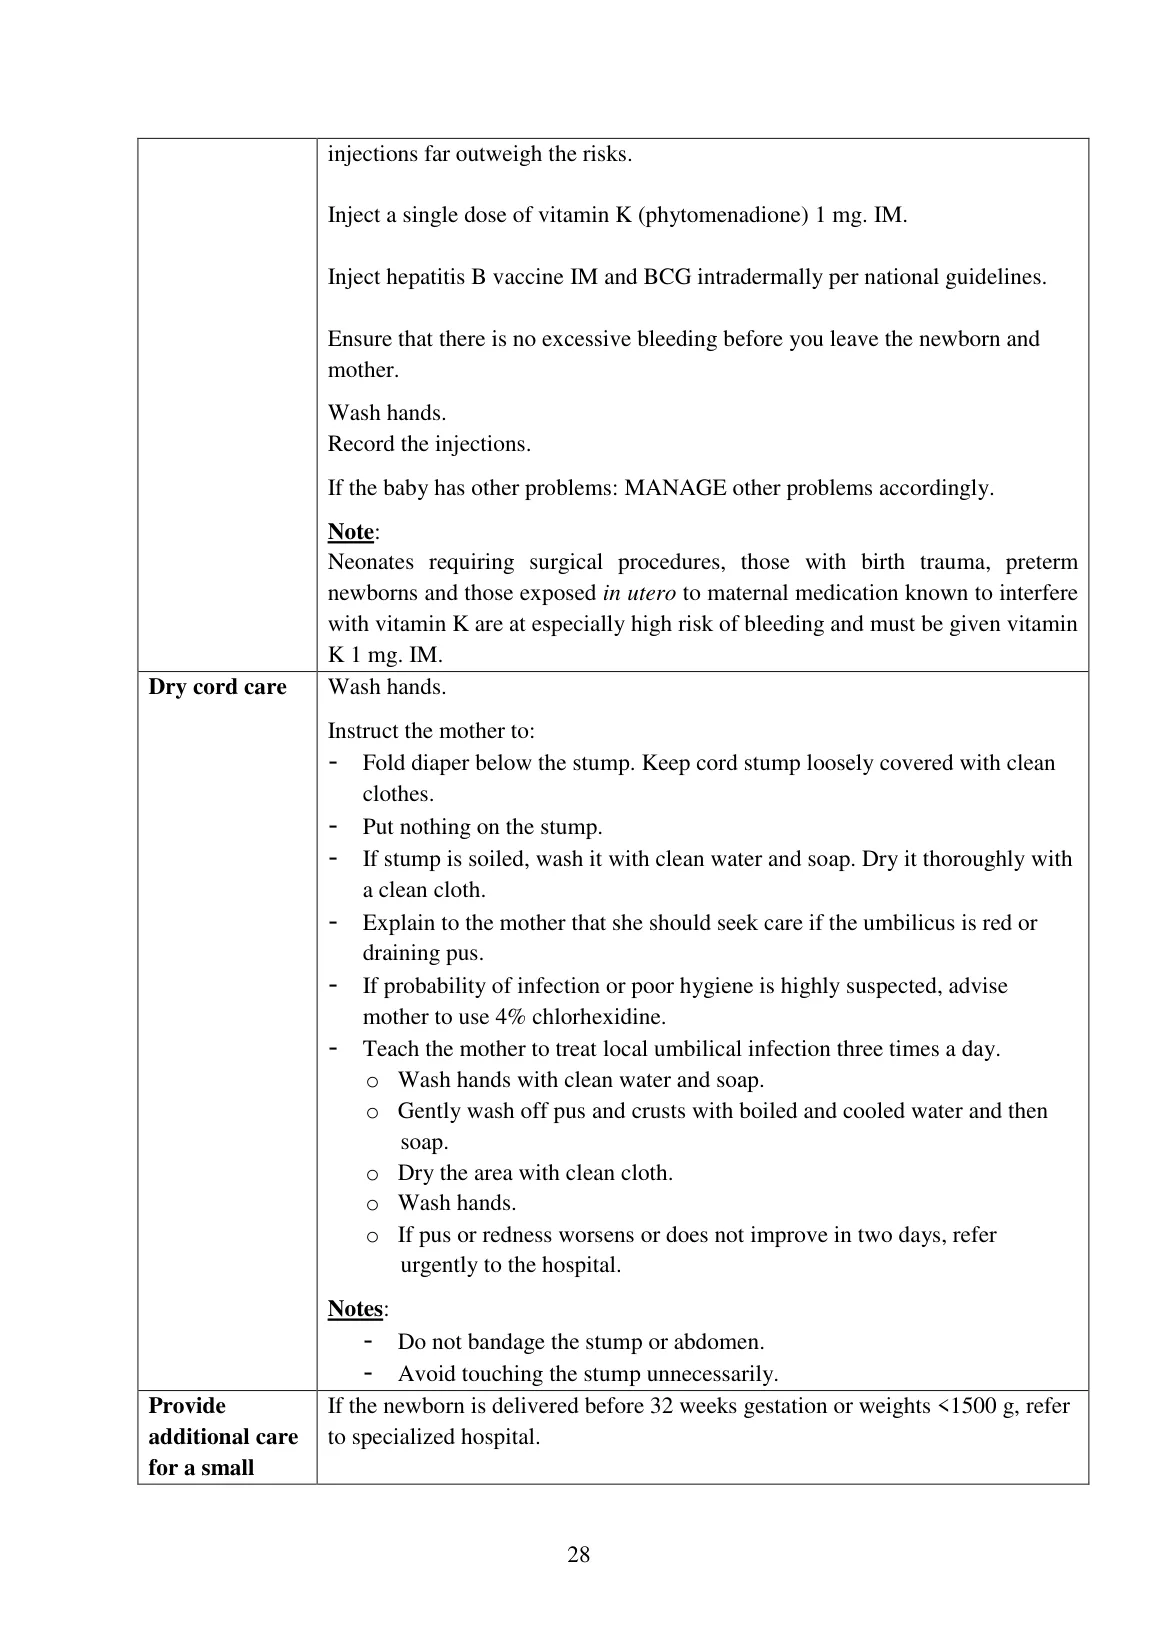 injections far outweigh the risks.
Inject a single dose of vitamin K (phytomenadione) 1 mg. IM.
Inject hepatitis B vaccine IM and BCG intradermally per national guidelines.
Ensure that there is no excessive bleeding before you leave the newborn and
mother.
Wash hands.
Record the injections.
If the baby has other problems: MANAGE other problems accordingly.
Note:
Neonates requiring surgical procedures, those with birth trauma, preterm
newborns and those exposed in utero to maternal medication known to interfere
with vitamin K are at especially high risk of bleeding and must be given vitamin
K 1 mg. IM.
Dry cord care
Wash hands.
Instruct the mother to:
- Fold diaper below the stump. Keep cord stump loosely covered with clean
clothes.
- Put nothing on the stump.
- If stump is soiled, wash it with clean water and soap. Dry it thoroughly with
a clean cloth.
- Explain to the mother that she should seek care if the umbilicus is red or
draining pus.
- If probability of infection or poor hygiene is highly suspected, advise
mother to use 4% chlorhexidine.
- Teach the mother to treat local umbilical infection three times a day.
o Wash hands with clean water and soap.
o Gently wash off pus and crusts with boiled and cooled water and then
soap.
o Dry the area with clean cloth.
o Wash hands.
o If pus or redness worsens or does not improve in two days, refer
urgently to the hospital.
Notes:
- Do not bandage the stump or abdomen.
- Avoid touching the stump unnecessarily.
Provide
additional care
for a small
If the newborn is delivered before 32 weeks gestation or weights <1500 g, refer
to specialized hospital.
28